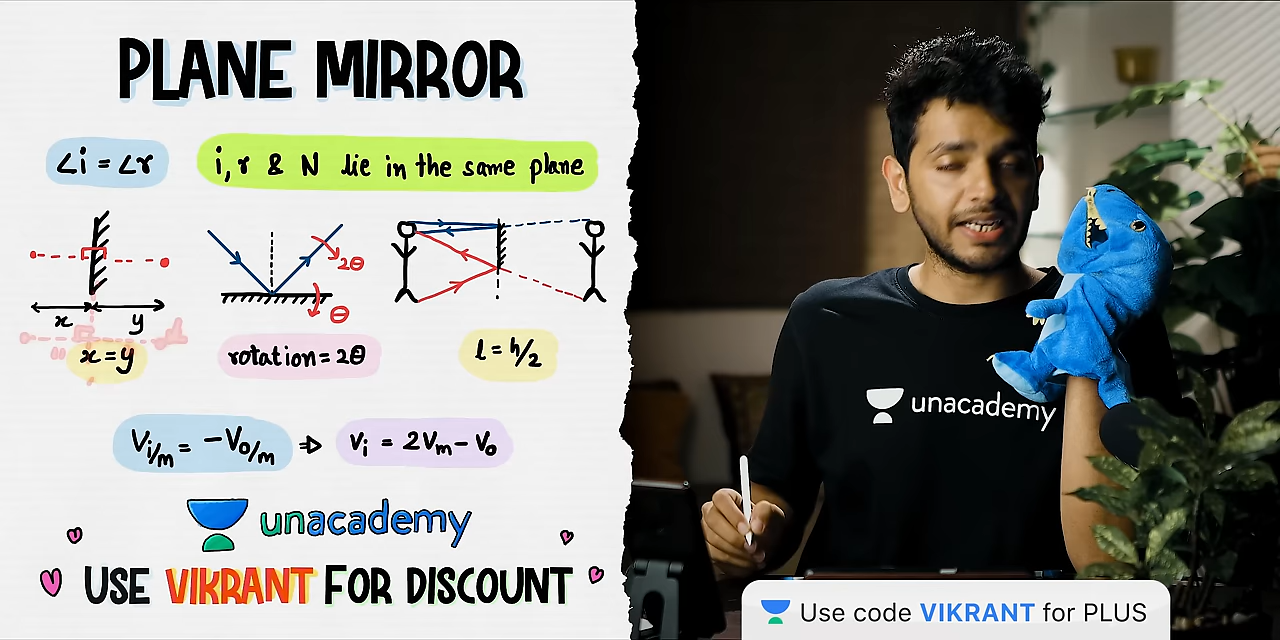 PLANE MIRROR
∠i = ∠r
i, r & N lie in the same plane
2θ
θ
x
y
x = y
rotation = 2θ
l = h/2
Vi/m = -Vo/m ⇒ Vi = 2Vm - Vo
unacademy
USE VIKRANT FOR DISCOUNT
unacademy
Use code VIKRANT for PLUS